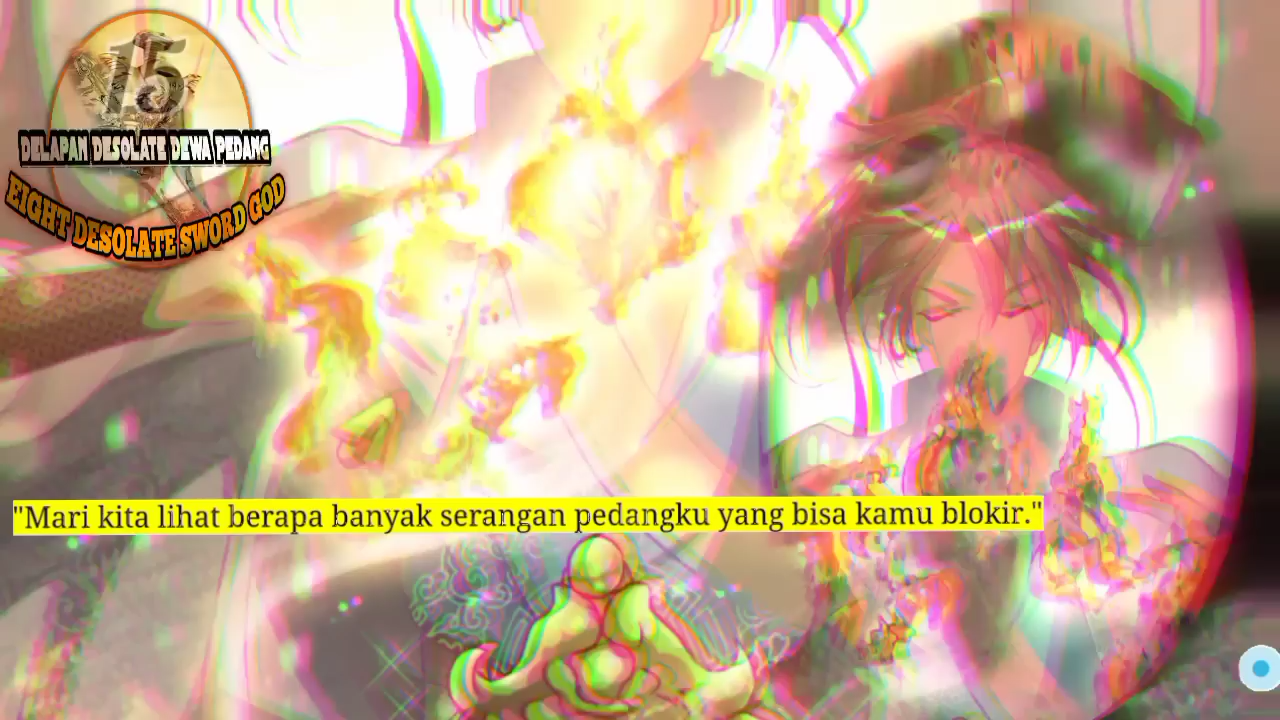 15
DELAPAN DESOLATE DEWA PEDANG
EIGHT DESOLATE SWORD GOD
"Mari kita lihat berapa banyak serangan pedangku yang bisa kamu blokir."